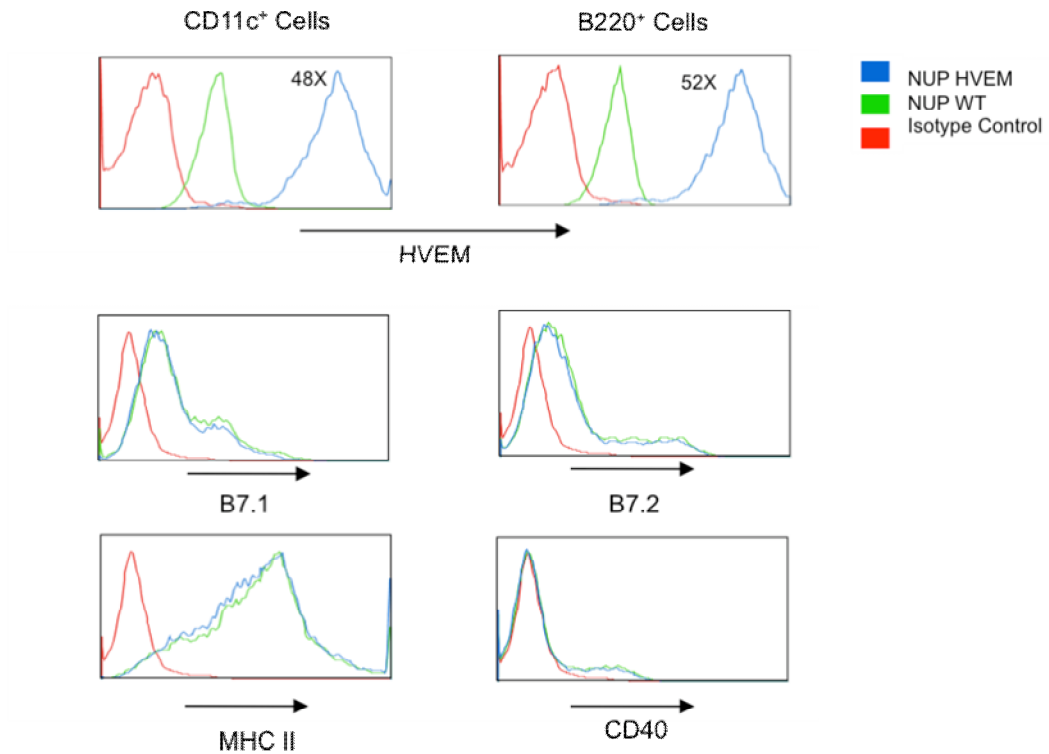 CD11c⁺ Cells
B220⁺ Cells
48X
52X
NUP HVEM
NUP WT
Isotype Control
HVEM
B7.1
B7.2
MHC II
CD40